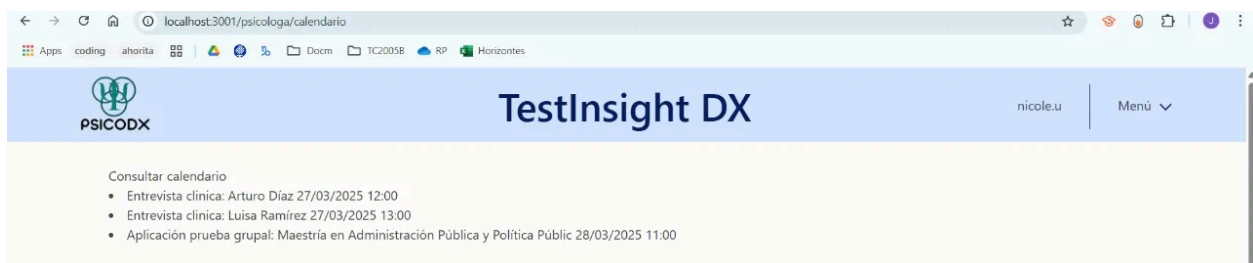 localhost:3001/psicologa/calendario
J
Apps coding ahorita Docm TC2005B RP Horizontes
PSICODX
TestInsight DX
nicole.u
Menú
Consultar calendario
• Entrevista clinica: Arturo Díaz 27/03/2025 12:00
• Entrevista clinica: Luisa Ramírez 27/03/2025 13:00
• Aplicación prueba grupal: Maestría en Administración Pública y Política Públic 28/03/2025 11:00